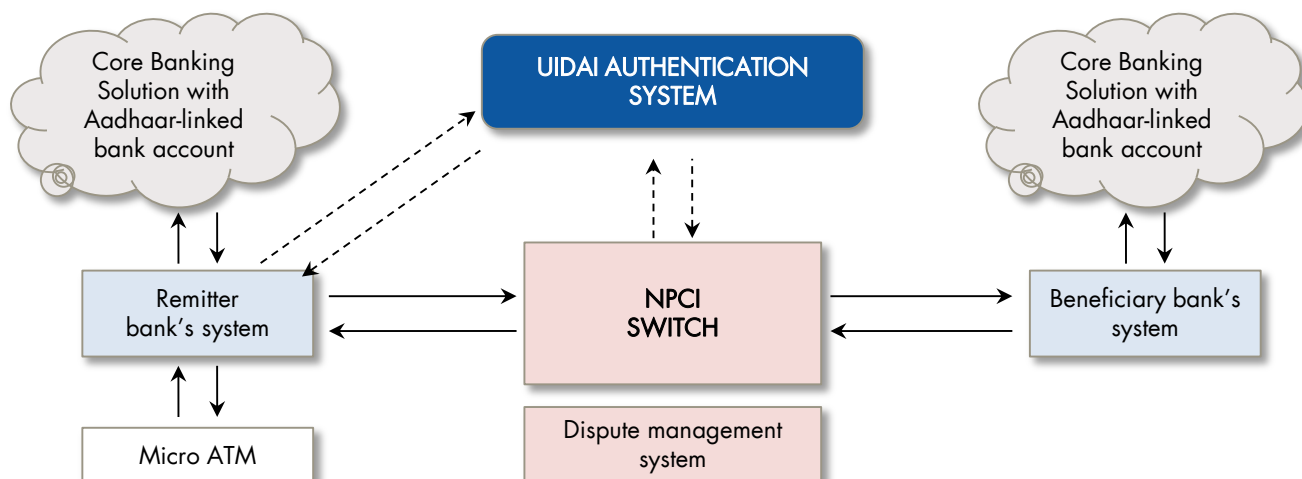 Core Banking
Solution with
Aadhaar-linked
bank account
UIDAI AUTHENTICATION
SYSTEM
Core Banking
Solution with
Aadhaar-linked
bank account
Remitter
bank's system
NPCI
SWITCH
Beneficiary bank's
system
Micro ATM
Dispute management
system